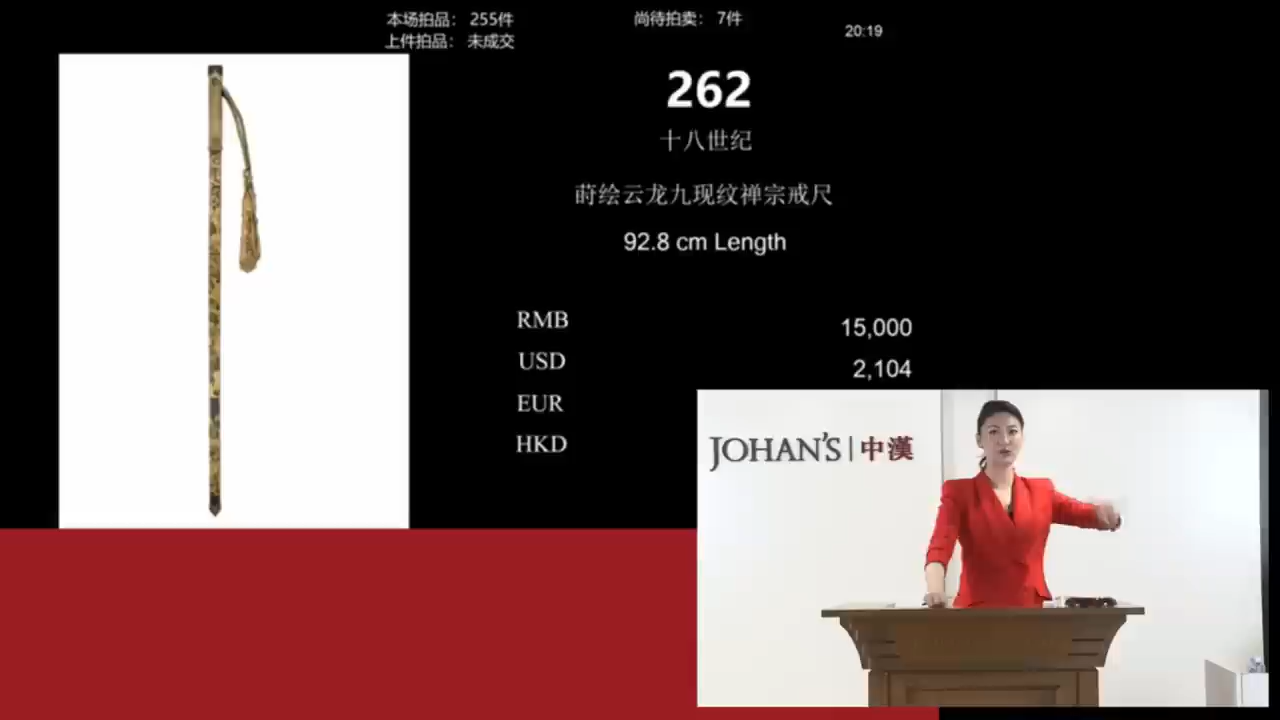 本场拍品： 255件
尚待拍卖： 7件
上件拍品： 未成交
20:19
262
十八世纪
莳绘云龙九现纹禅宗戒尺
92.8 cm Length
RMB 15,000
USD 2,104
EUR
HKD
JOHAN'S | 中漢